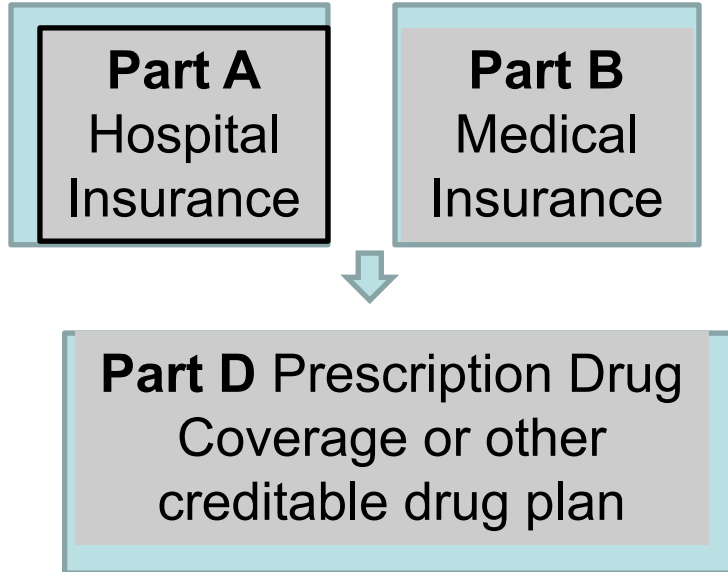 Part A
Hospital
Insurance
Part B
Medical
Insurance
Part D Prescription Drug
Coverage or other
creditable drug plan